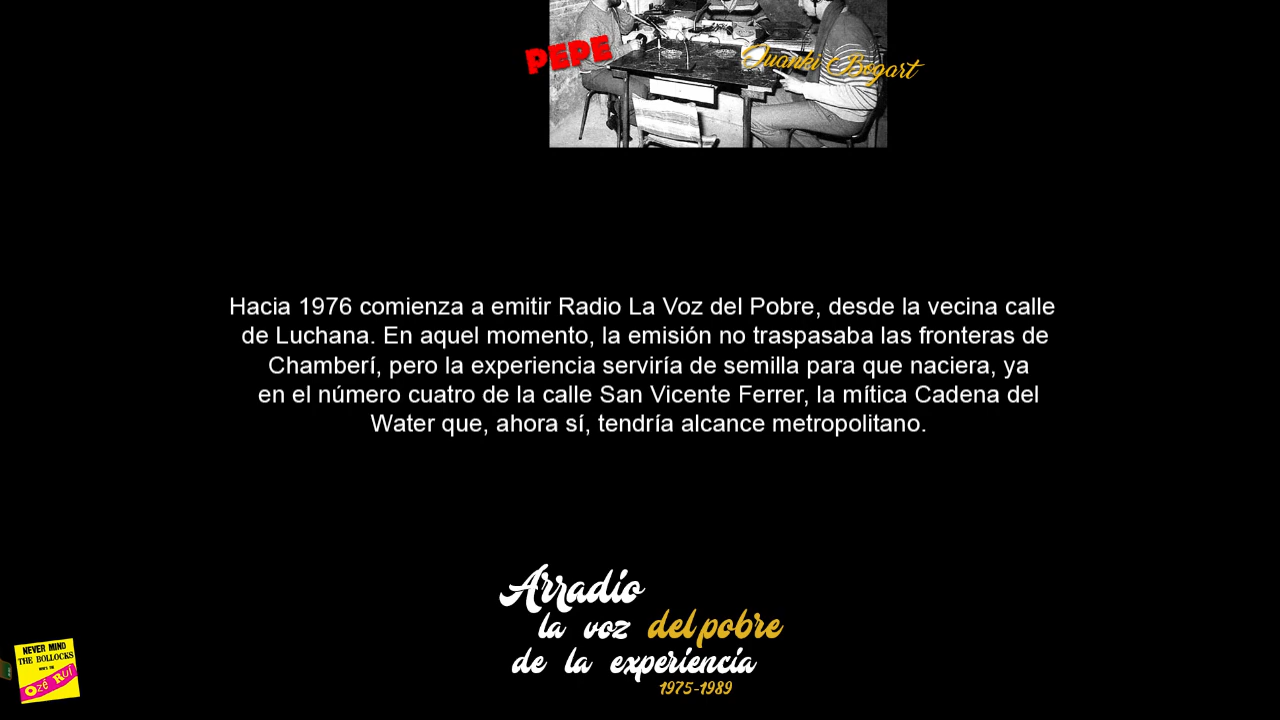 PEPE
Juanki Bogart
Hacia 1976 comienza a emitir Radio La Voz del Pobre, desde la vecina calle
de Luchana. En aquel momento, la emisión no traspasaba las fronteras de
Chamberí, pero la experiencia serviría de semilla para que naciera, ya
en el número cuatro de la calle San Vicente Ferrer, la mítica Cadena del
Water que, ahora sí, tendría alcance metropolitano.
Arradio
la voz del pobre
de la experiencia
1975-1989
NEVER MIND
THE BOLLOCKS
HERE'S THE
Ozé Ruí